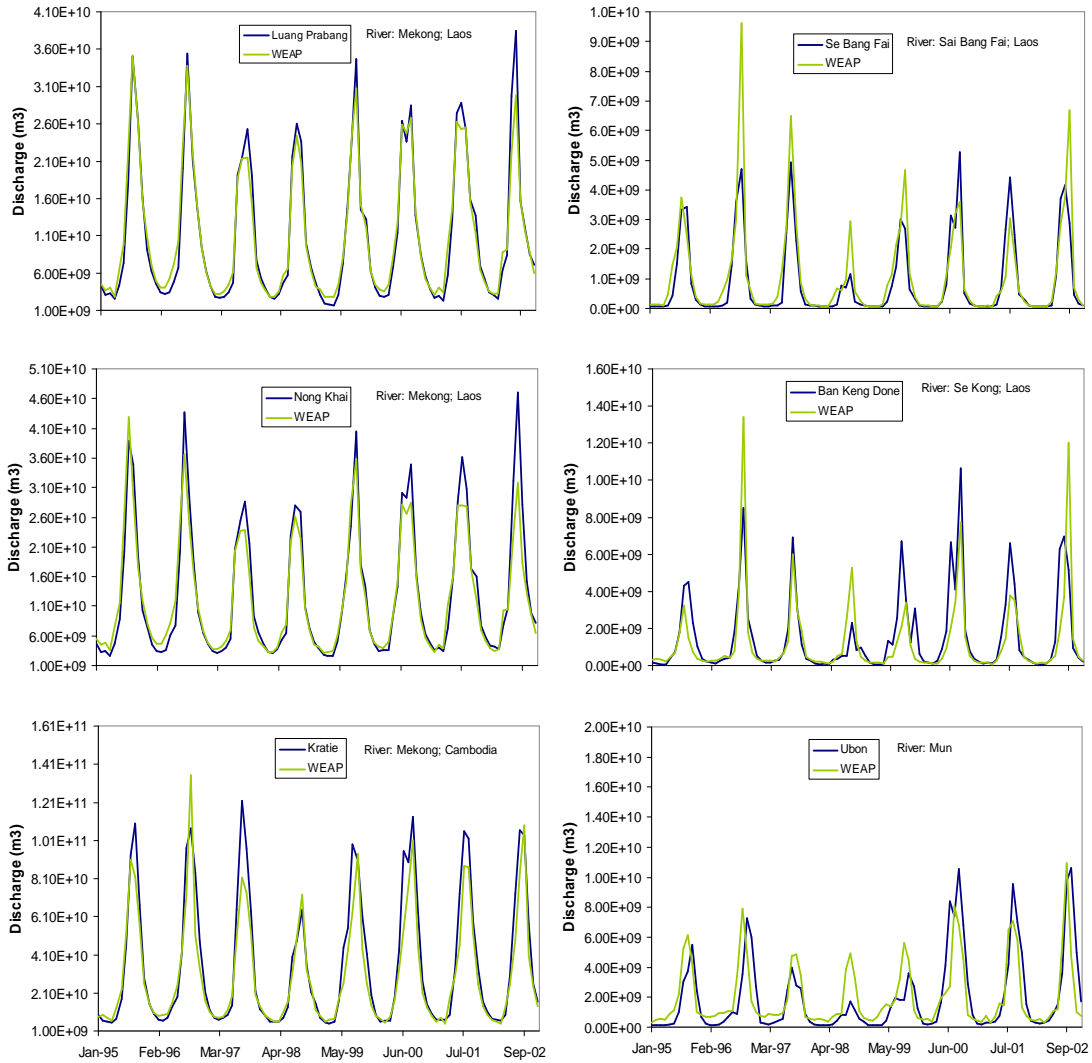 4.10E+10
3.60E+10
3.10E+10
2.60E+10
2.10E+10
1.60E+10
1.10E+10
6.00E+09
1.00E+09
Discharge (m3)
Luang Prabang
WEAP
River: Mekong; Laos
1.0E+10
9.0E+09
8.0E+09
7.0E+09
6.0E+09
5.0E+09
4.0E+09
3.0E+09
2.0E+09
1.0E+09
0.0E+00
Discharge (m3)
Se Bang Fai
WEAP
River: Sai Bang Fai; Laos
5.10E+10
4.60E+10
4.10E+10
3.60E+10
3.10E+10
2.60E+10
2.10E+10
1.60E+10
1.10E+10
6.00E+09
1.00E+09
Discharge (m3)
Nong Khai
WEAP
River: Mekong; Laos
1.60E+10
1.40E+10
1.20E+10
1.00E+10
8.00E+09
6.00E+09
4.00E+09
2.00E+09
0.00E+00
Discharge (m3)
Ban Keng Done
WEAP
River: Se Kong; Laos
1.61E+11
1.41E+11
1.21E+11
1.01E+11
8.10E+10
6.10E+10
4.10E+10
2.10E+10
1.00E+09
Discharge (m3)
Kratie
WEAP
River: Mekong; Cambodia
Jan-95 Feb-96 Mar-97 Apr-98 May-99 Jun-00 Jul-01 Sep-02
2.00E+10
1.80E+10
1.60E+10
1.40E+10
1.20E+10
1.00E+10
8.00E+09
6.00E+09
4.00E+09
2.00E+09
0.00E+00
Discharge (m3)
Ubon
WEAP
River: Mun
Jan-95 Feb-96 Mar-97 Apr-98 May-99 Jun-00 Jul-01 Sep-02